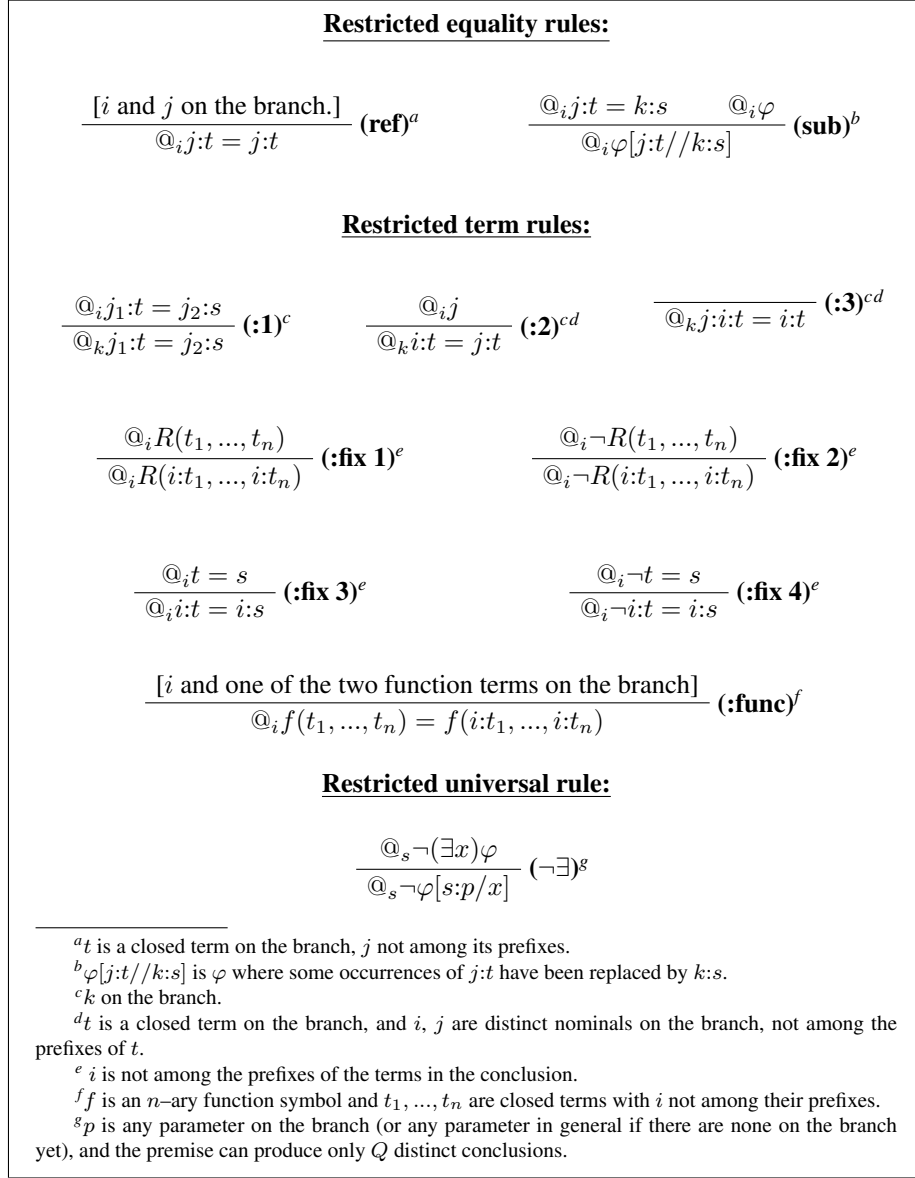 Restricted equality rules:
[i and j on the branch.]
@ᵢj:t = j:t
(ref)ᵃ
@ᵢj:t = k:s @ᵢφ
@ᵢφ[j:t//k:s]
(sub)ᵇ
Restricted term rules:
@ᵢj₁:t = j₂:s
@ₖj₁:t = j₂:s
(:1)ᶜ
@ᵢj
@ₖi:t = j:t
(:2)ᶜᵈ
@ₖj:i:t = i:t
(:3)ᶜᵈ
@ᵢR(t₁, ..., tₙ)
@ᵢR(i:t₁, ..., i:tₙ)
(:fix 1)ᵉ
@ᵢ¬R(t₁, ..., tₙ)
@ᵢ¬R(i:t₁, ..., i:tₙ)
(:fix 2)ᵉ
@ᵢt = s
@ᵢi:t = i:s
(:fix 3)ᵉ
@ᵢ¬t = s
@ᵢ¬i:t = i:s
(:fix 4)ᵉ
[i and one of the two function terms on the branch]
@ᵢf(t₁, ..., tₙ) = f(i:t₁, ..., i:tₙ)
(:func)ᶠ
Restricted universal rule:
@ₛ¬(∃x)φ
@ₛ¬φ[s:p/x]
(¬∃)ᵍ
ᵃt is a closed term on the branch, j not among its prefixes.
ᵇφ[j:t//k:s] is φ where some occurrences of j:t have been replaced by k:s.
ᶜk on the branch.
ᵈt is a closed term on the branch, and i, j are distinct nominals on the branch, not among the
prefixes of t.
ᵉ i is not among the prefixes of the terms in the conclusion.
ᶠf is an n–ary function symbol and t₁, ..., tₙ are closed terms with i not among their prefixes.
ᵍp is any parameter on the branch (or any parameter in general if there are none on the branch
yet), and the premise can produce only Q distinct conclusions.